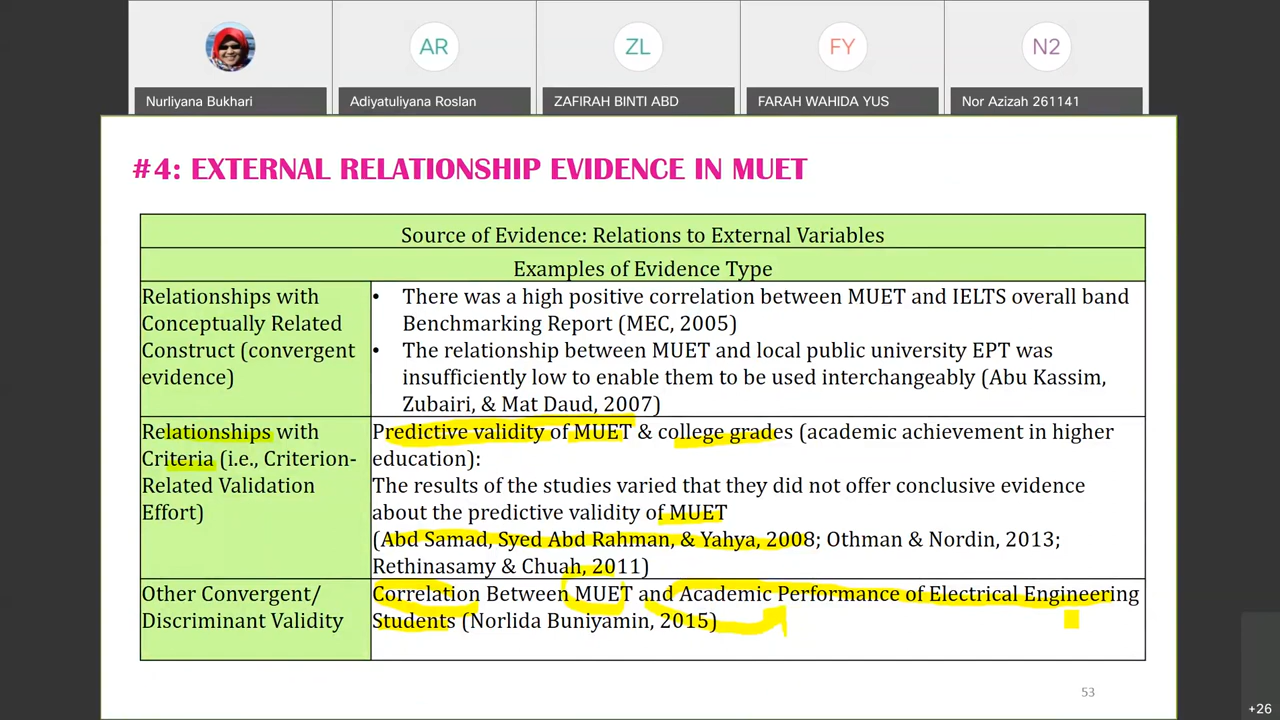 AR
ZL
FY
N2
Nurliyana Bukhari
Adiyatuliyana Roslan
ZAFIRAH BINTI ABD
FARAH WAHIDA YUS
Nor Azizah 261141
#4: EXTERNAL RELATIONSHIP EVIDENCE IN MUET
Source of Evidence: Relations to External Variables
Examples of Evidence Type
Relationships with
Conceptually Related
Construct (convergent
evidence)
• There was a high positive correlation between MUET and IELTS overall band
Benchmarking Report (MEC, 2005)
• The relationship between MUET and local public university EPT was
insufficiently low to enable them to be used interchangeably (Abu Kassim,
Zubairi, & Mat Daud, 2007)
Relationships with
Criteria (i.e., Criterion-
Related Validation
Effort)
Predictive validity of MUET & college grades (academic achievement in higher
education):
The results of the studies varied that they did not offer conclusive evidence
about the predictive validity of MUET
(Abd Samad, Syed Abd Rahman, & Yahya, 2008; Othman & Nordin, 2013;
Rethinasamy & Chuah, 2011)
Other Convergent/
Discriminant Validity
Correlation Between MUET and Academic Performance of Electrical Engineering
Students (Norlida Buniyamin, 2015)
53
+26